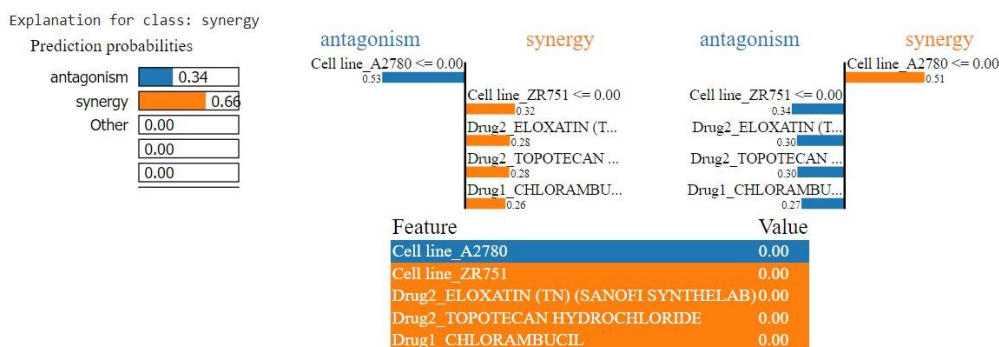 Explanation for class: synergy
Prediction probabilities
antagonism 0.34
synergy 0.66
Other 0.00
0.00
0.00
antagonism synergy
Cell line_A2780 <= 0.00
0.53
Cell line_ZR751 <= 0.00
0.32
Drug2_ELOXATIN (T...
0.28
Drug2_TOPOTECAN ...
0.28
Drug1_CHLORAMBU...
0.26
antagonism synergy
Cell line_A2780 <= 0.00
0.51
Cell line_ZR751 <= 0.00
0.34
Drug2_ELOXATIN (T...
0.30
Drug2_TOPOTECAN ...
0.30
Drug1_CHLORAMBU...
0.27
Feature Value
Cell line_A2780 0.00
Cell line_ZR751 0.00
Drug2_ELOXATIN (TN) (SANOFI SYNTHELAB) 0.00
Drug2_TOPOTECAN HYDROCHLORIDE 0.00
Drug1_CHLORAMBUCIL 0.00